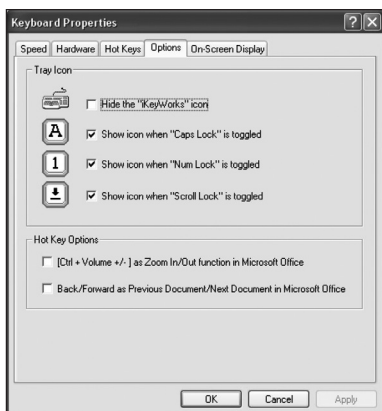 Keyboard Properties
Speed Hardware Hot Keys Options On-Screen Display
Tray Icon
Hide the "iKeyWorks" icon
A Show icon when "Caps Lock" is toggled
1 Show icon when "Num Lock" is toggled
Show icon when "Scroll Lock" is toggled
Hot Key Options
[Ctrl + Volume +/- ] as Zoom In/Out function in Microsoft Office
Back/Forward as Previous Document/Next Document in Microsoft Office
OK Cancel Apply